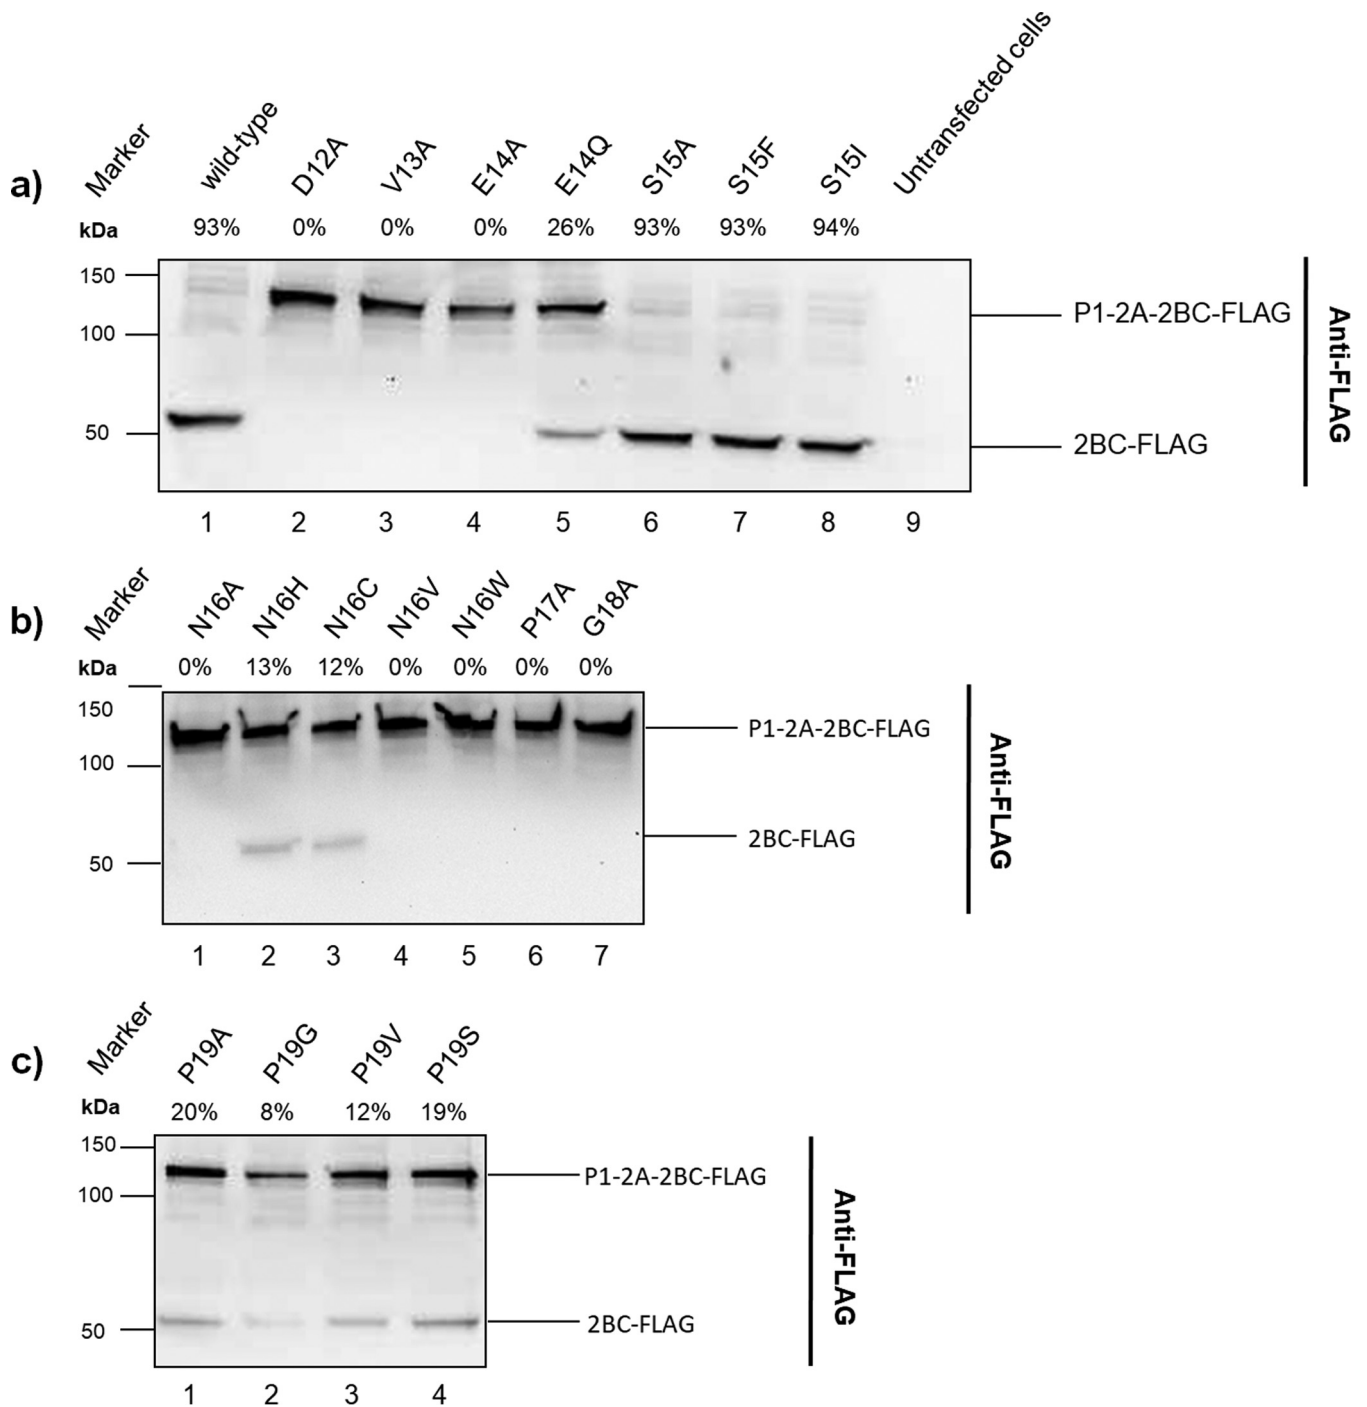 a)
Marker wild-type D12A V13A E14A E14Q S15A S15F S15I Untransfected cells
kDa 93% 0% 0% 0% 26% 93% 93% 94%
150
100
50
P1-2A-2BC-FLAG
2BC-FLAG
Anti-FLAG
1 2 3 4 5 6 7 8 9
b)
Marker N16A N16H N16C N16V N16W P17A G18A
kDa 0% 13% 12% 0% 0% 0% 0%
150
100
50
P1-2A-2BC-FLAG
2BC-FLAG
Anti-FLAG
1 2 3 4 5 6 7
c)
Marker P19A P19G P19V P19S
kDa 20% 8% 12% 19%
150
100
50
P1-2A-2BC-FLAG
2BC-FLAG
Anti-FLAG
1 2 3 4